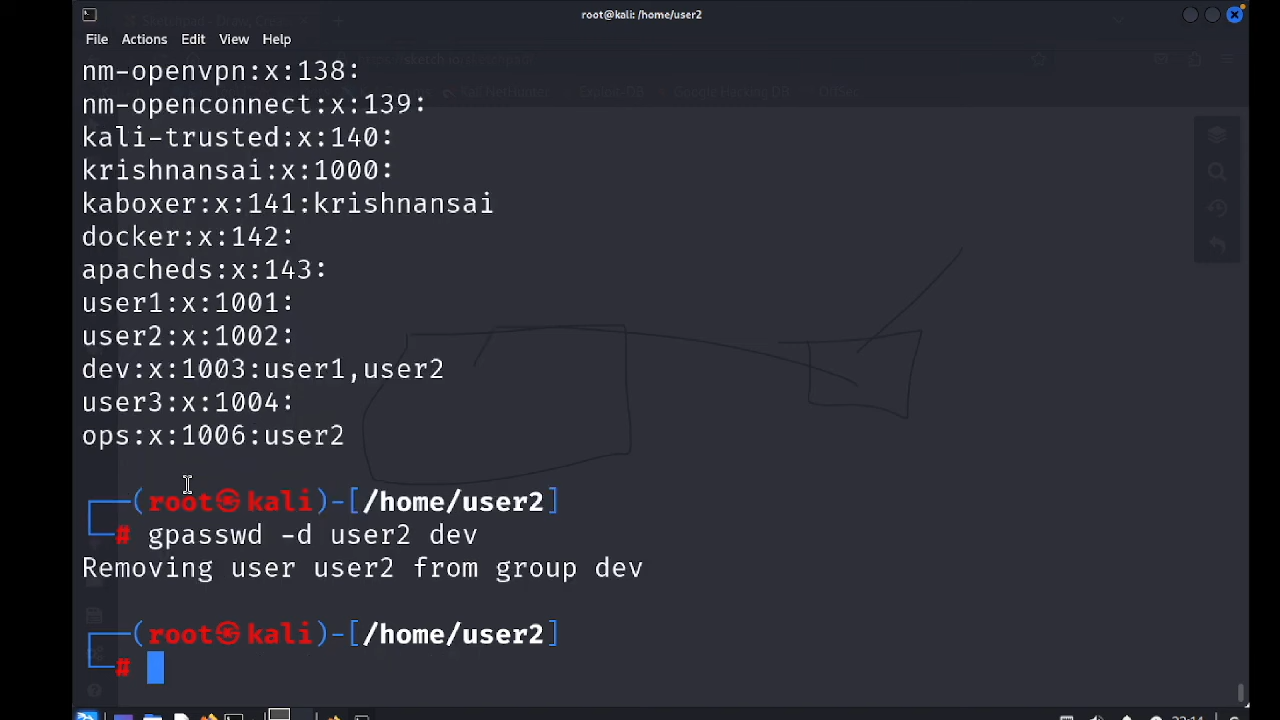 root@kali: /home/user2
File Actions Edit View Help
nm-openvpn:x:138:
nm-openconnect:x:139:
kali-trusted:x:140:
krishnansai:x:1000:
kaboxer:x:141:krishnansai
docker:x:142:
apacheds:x:143:
user1:x:1001:
user2:x:1002:
dev:x:1003:user1,user2
user3:x:1004:
ops:x:1006:user2
┌──(root㉿kali)-[/home/user2]
└─# gpasswd -d user2 dev
Removing user user2 from group dev
┌──(root㉿kali)-[/home/user2]
└─#